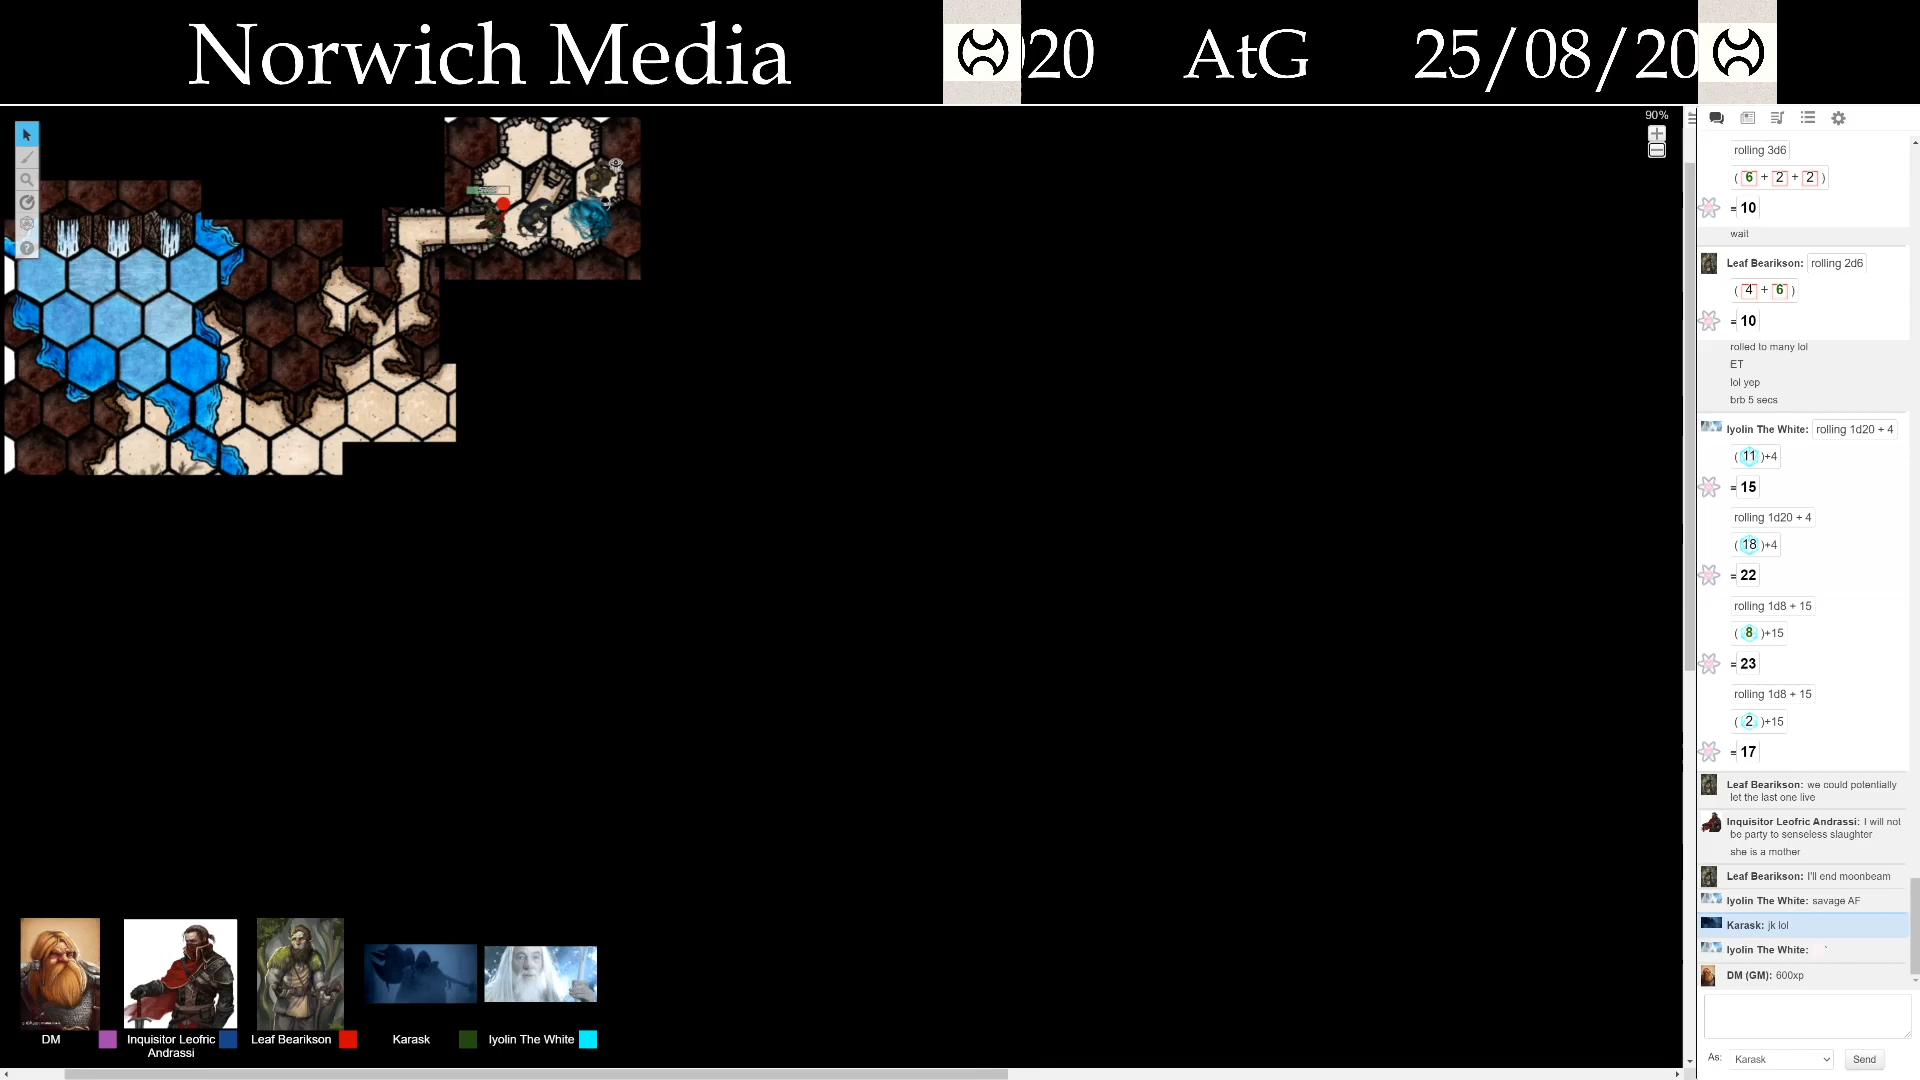 Norwich Media
20
AtG
25/08/20
90%
rolling 3d6
(6+2+2)
=10
wait
Leaf Bearikson: rolling 2d6
(4+6)
=10
rolled to many lol
ET
lol yep
brb 5 secs
Iyolin The White: rolling 1d20 + 4
(11)+4
=15
rolling 1d20 + 4
(18)+4
=22
rolling 1d8 + 15
(8)+15
=23
rolling 1d8 + 15
(2)+15
=17
Leaf Bearikson: we could potentially
let the last one live
Inquisitor Leofric Andrassi: I will not
be party to senseless slaughter
she is a mother
Leaf Bearikson: I'll end moonbeam
Iyolin The White: savage AF
Karask: jk lol
Iyolin The White: `
DM (GM): 600xp
As: Karask
Send
DM
Inquisitor Leofric
Andrassi
Leaf Bearikson
Karask
Iyolin The White